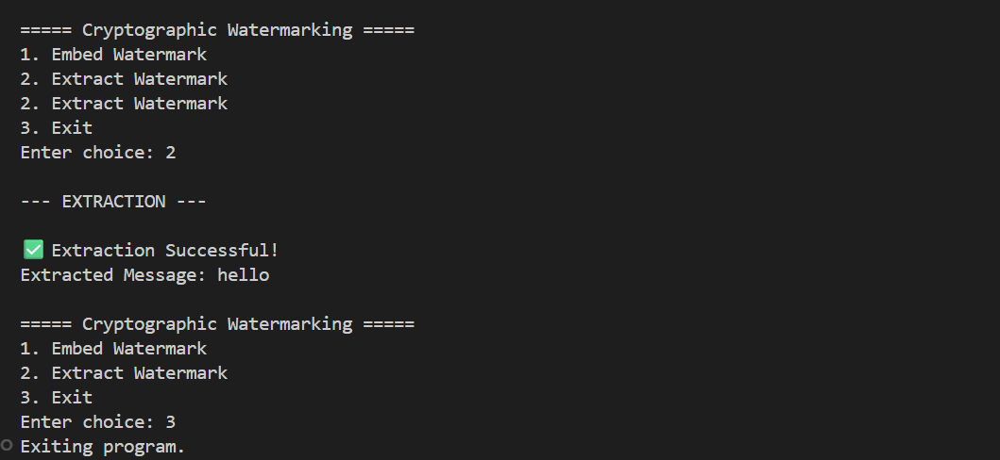 ===== Cryptographic Watermarking =====
1. Embed Watermark
2. Extract Watermark
2. Extract Watermark
3. Exit
Enter choice: 2
--- EXTRACTION ---
✅ Extraction Successful!
Extracted Message: hello
===== Cryptographic Watermarking =====
1. Embed Watermark
2. Extract Watermark
3. Exit
Enter choice: 3
Exiting program.